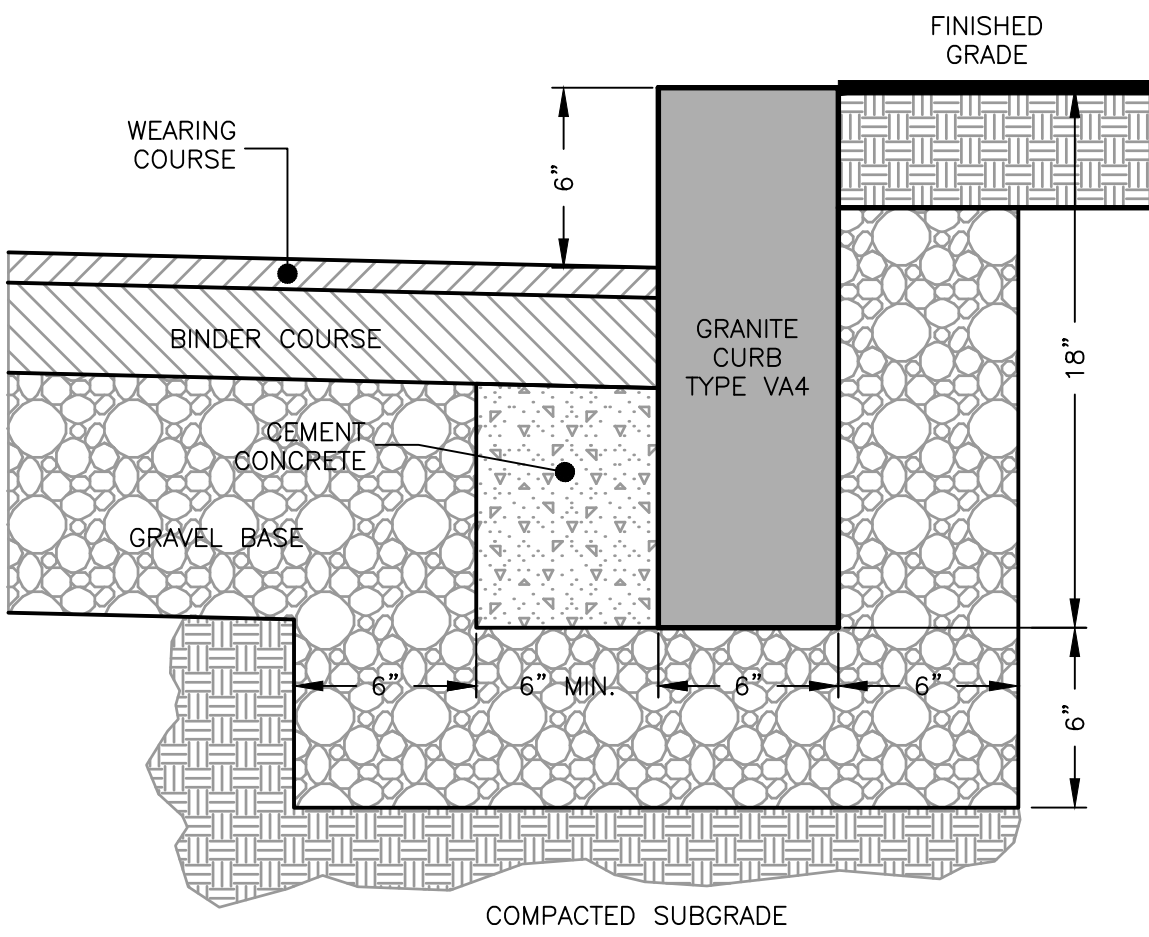 FINISHED
GRADE
WEARING
COURSE
6”
BINDER COURSE
GRANITE
CURB
TYPE VA4
18”
CEMENT
CONCRETE
GRAVEL BASE
6”
6” MIN.
6”
6”
6”
COMPACTED SUBGRADE